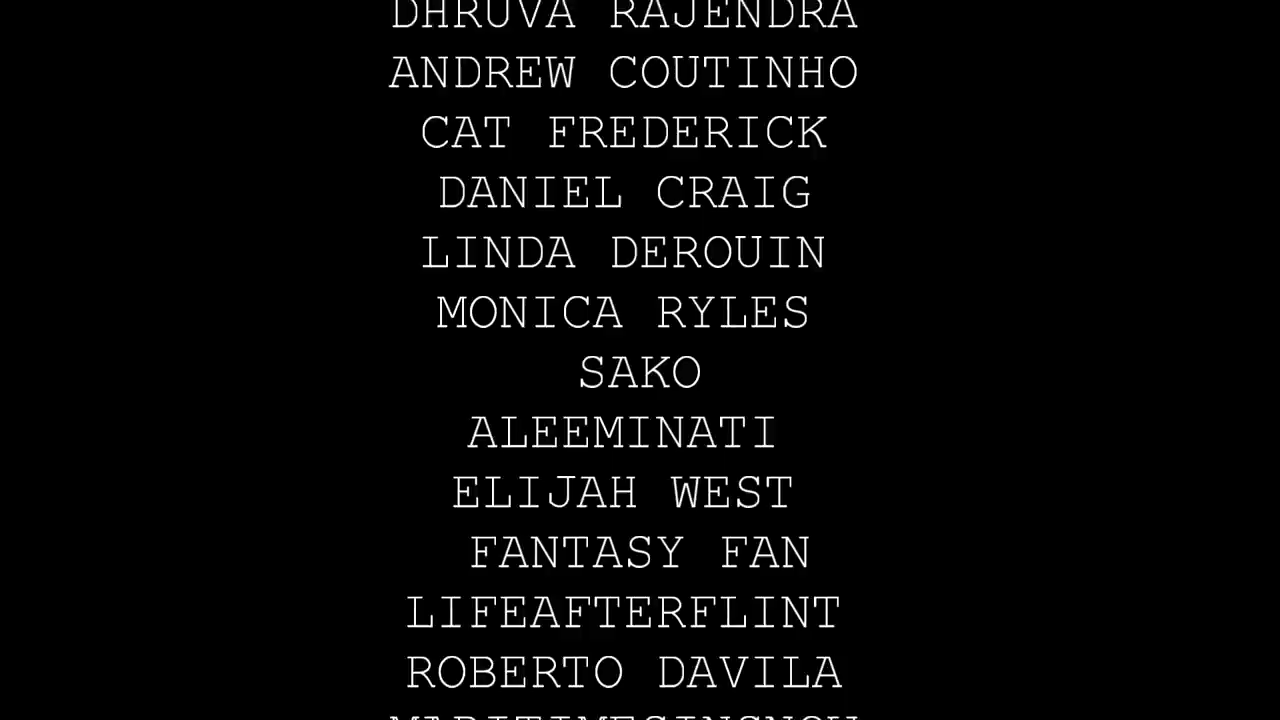 DHRUVA RAJENDRA
ANDREW COUTINHO
CAT FREDERICK
DANIEL CRAIG
LINDA DEROUIN
MONICA RYLES
SAKO
ALEEMINATI
ELIJAH WEST
FANTASY FAN
LIFEAFTERFLINT
ROBERTO DAVILA